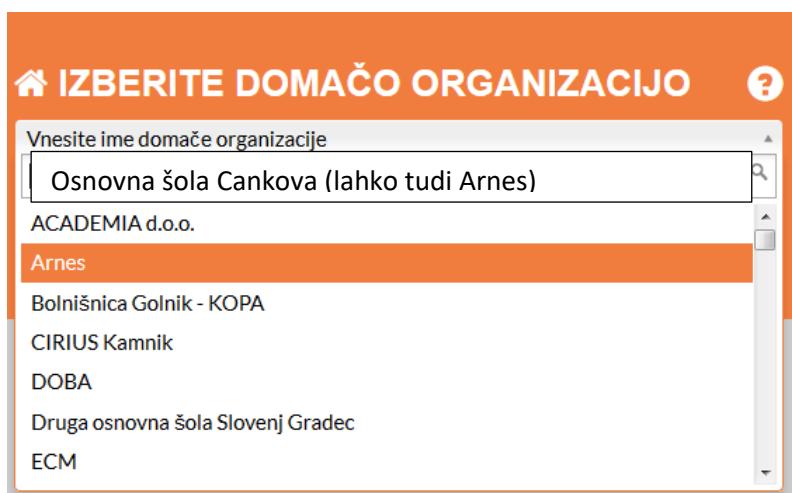 IZBERITE DOMAČO ORGANIZACIJO ?
Vnesite ime domače organizacije
Osnovna šola Cankova (lahko tudi Arnes)
ACADEMIA d.o.o.
Arnes
Bolnišnica Golnik - KOPA
CIRIUS Kamnik
DOBA
Druga osnovna šola Slovenj Gradec
ECM